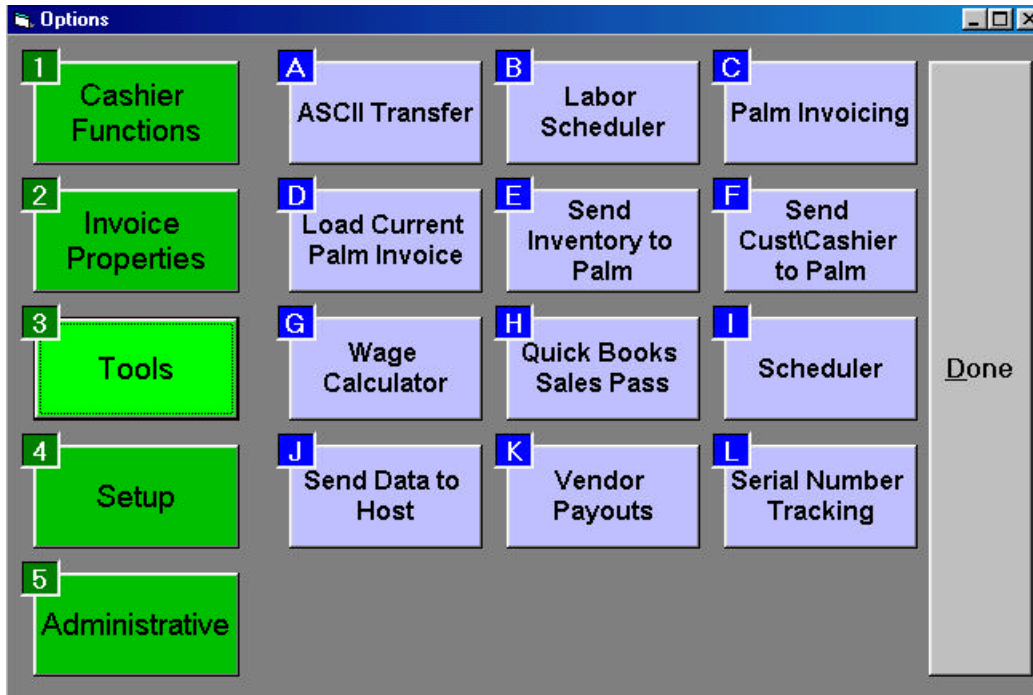 Options
1
Cashier
Functions
A
ASCII Transfer
B
Labor
Scheduler
C
Palm Invoicing
2
Invoice
Properties
D
Load Current
Palm Invoice
E
Send
Inventory to
Palm
F
Send
Cust\Cashier
to Palm
3
Tools
G
Wage
Calculator
H
Quick Books
Sales Pass
I
Scheduler
Done
4
Setup
J
Send Data to
Host
K
Vendor
Payouts
L
Serial Number
Tracking
5
Administrative